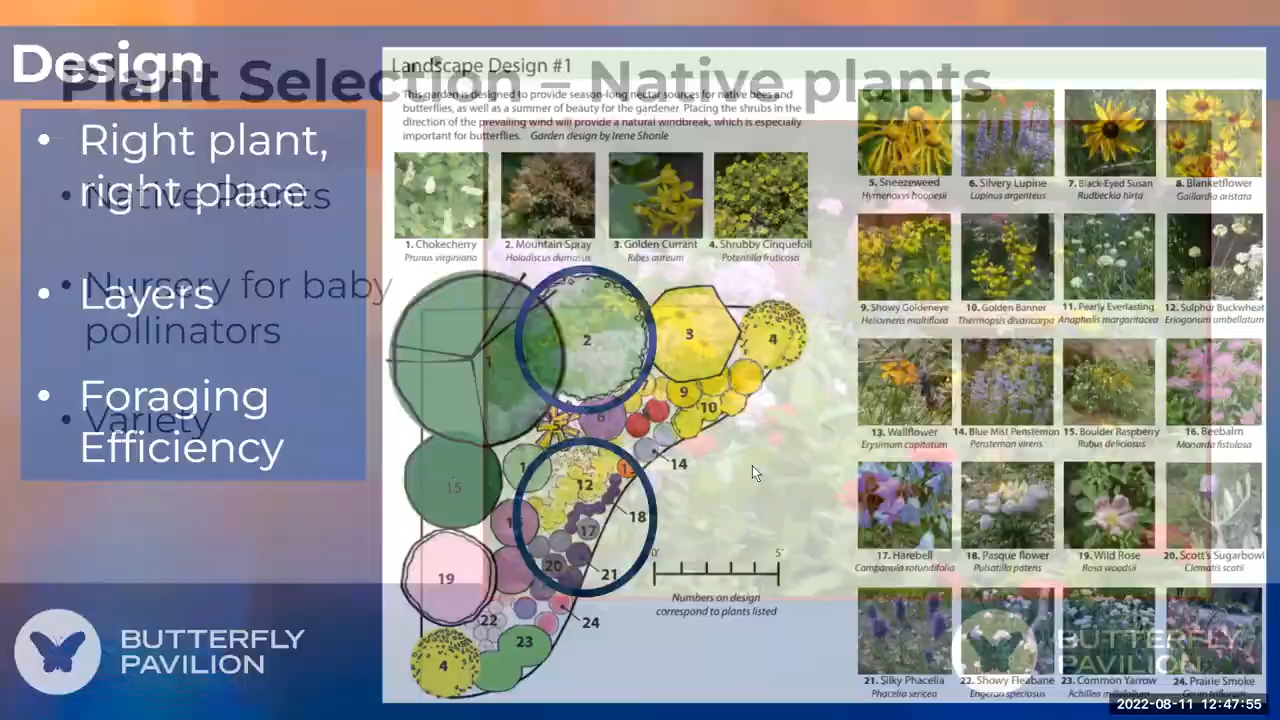 Design
Plant Selection – Native plants
Right plant,
right place
Native Plants
Layers
Nursery for baby
pollinators
Foraging
Efficiency
Variety
BUTTERFLY
PAVILION
Landscape Design #1
This garden is designed to provide season-long nectar sources for native bees and
butterflies, as well as a summer of beauty for the gardener. Placing the shrubs in the
direction of the prevailing wind will provide a natural windbreak, which is especially
important for butterflies. Garden design by Irene Shonle
1. Chokecherry
Prunus virginiana
2. Mountain Spray
Holodiscus dumosus
3. Golden Currant
Ribes aureum
4. Shrubby Cinquefoil
Potentilla fruticosa
5. Sneezeweed
Hymenoxys hoopesii
6. Silvery Lupine
Lupinus argenteus
7. Black-Eyed Susan
Rudbeckia hirta
8. Blanketflower
Gaillardia aristata
9. Showy Goldeneye
Heliomeris multiflora
10. Golden Banner
Thermopsis divaricarpa
11. Pearly Everlasting
Anaphalis margaritacea
12. Sulphur Buckwheat
Eriogonum umbellatum
13. Wallflower
Erysimum capitatum
14. Blue Mist Penstemon
Penstemon virens
15. Boulder Raspberry
Rubus deliciosus
16. Beebalm
Monarda fistulosa
17. Harebell
Campanula rotundifolia
18. Pasque flower
Pulsatilla patens
19. Wild Rose
Rosa woodsii
20. Scott's Sugarbowl
Clematis scotii
21. Silky Phacelia
Phacelia sericea
22. Showy Fleabane
Engeron speciosus
23. Common Yarrow
Achillea millefolium
24. Prairie Smoke
Geum triflorum
2
3
4
9
10
6
14
15
12
18
17
20
21
19
22
24
23
4
0'
5'
Numbers on design
correspond to plants listed
BUTTERFLY
PAVILION
2022-08-11 12:47:55